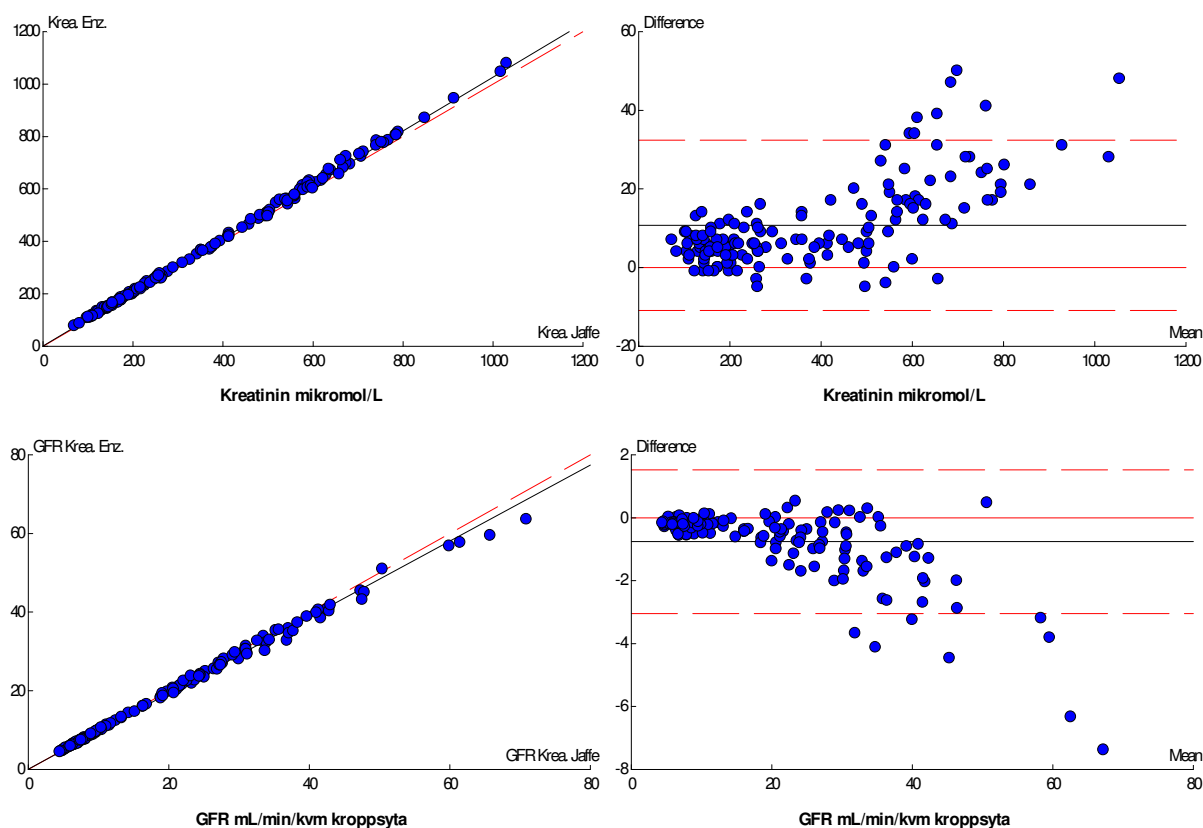 Krea. Enz.
1200
1000
800
600
400
200
0
Krea. Jaffe
0 200 400 600 800 1000 1200
Kreatinin mikromol/L
Difference
60
40
20
0
-20
Mean
0 200 400 600 800 1000 1200
Kreatinin mikromol/L
GFR Krea. Enz.
80
60
40
20
0
GFR Krea. Jaffe
0 20 40 60 80
GFR mL/min/kvm kroppsyta
Difference
2
0
-2
-4
-6
-8
Mean
0 20 40 60 80
GFR mL/min/kvm kroppsyta